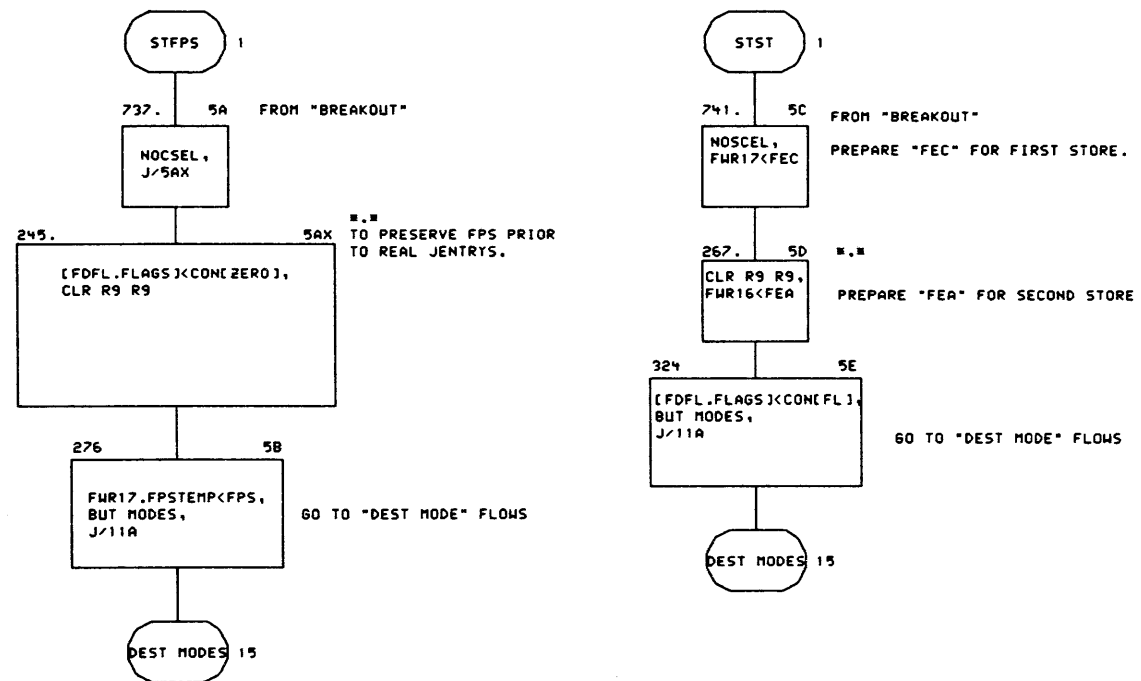 STFPS 1
737. 5A FROM "BREAKOUT"
NOCSEL,
J/5AX
245. 5AX
*.*
TO PRESERVE FPS PRIOR
TO REAL JENTRYS.
[FDFL.FLAGS]<CON[ZERO],
CLR R9 R9
276 5B
FWR17.FPSTEMP<FPS,
BUT MODES,
J/11A
GO TO "DEST MODE" FLOWS
DEST MODES 15
STST 1
741. 5C
FROM "BREAKOUT"
PREPARE "FEC" FOR FIRST STORE.
NOSCEL,
FWR17<FEC
267. 5D *.*
CLR R9 R9,
FWR16<FEA
PREPARE "FEA" FOR SECOND STORE
324 5E
[FDFL.FLAGS]<CON[FL],
BUT MODES,
J/11A
GO TO "DEST MODE" FLOWS
DEST MODES 15